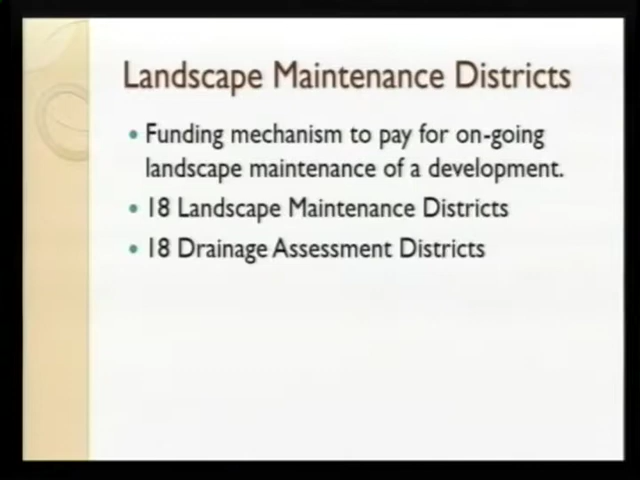 Landscape Maintenance Districts
• Funding mechanism to pay for on-going
landscape maintenance of a development.
• 18 Landscape Maintenance Districts
• 18 Drainage Assessment Districts